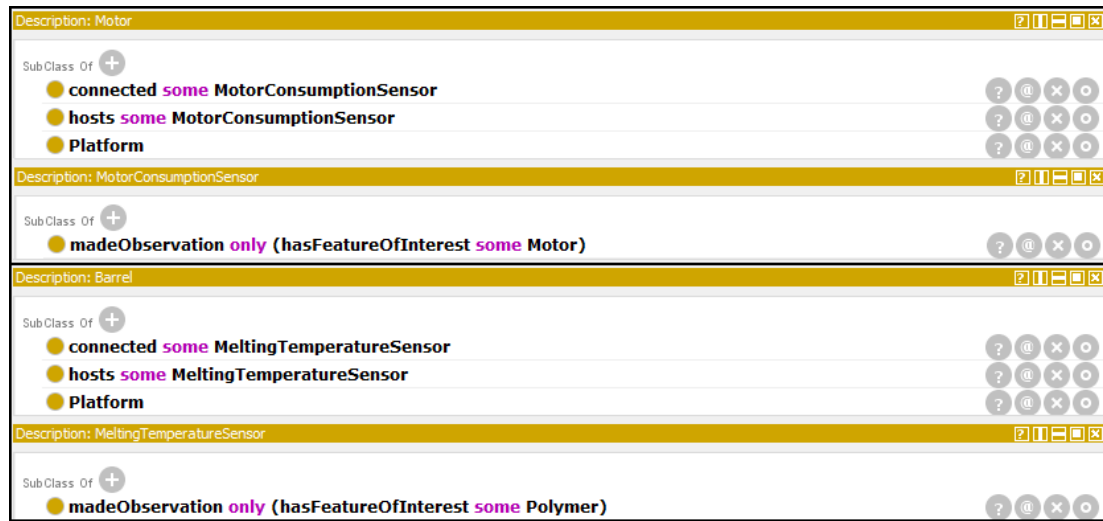 Description: Motor
SubClass Of
connected some MotorConsumptionSensor
hosts some MotorConsumptionSensor
Platform
Description: MotorConsumptionSensor
SubClass Of
madeObservation only (hasFeatureOfInterest some Motor)
Description: Barrel
SubClass Of
connected some MeltingTemperatureSensor
hosts some MeltingTemperatureSensor
Platform
Description: MeltingTemperatureSensor
SubClass Of
madeObservation only (hasFeatureOfInterest some Polymer)